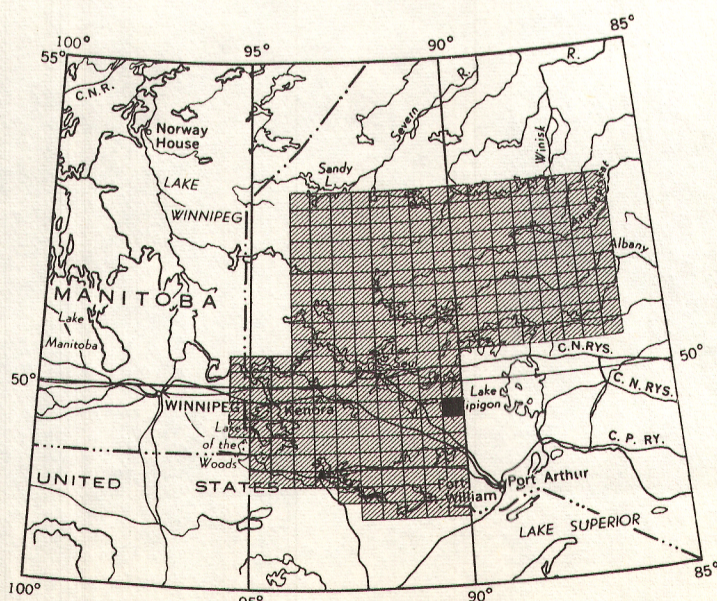 100°
95°
90°
85°
55°
C.N.R.
R.
R.
Norway
House
Severn
Winisk
Sandy
L.
LAKE
WINNIPEG
Attawapiskat
Albany
MANITOBA
Lake
Manitoba
C.N.RYS.
50°
50°
C.N.RYS.
WINNIPEG
Kenora
Lake
ipigon
Lake
of the
Woods
C.P.RY.
UNITED STATES
Fort
William
Port Arthur
LAKE SUPERIOR
100°
95°
90°
85°